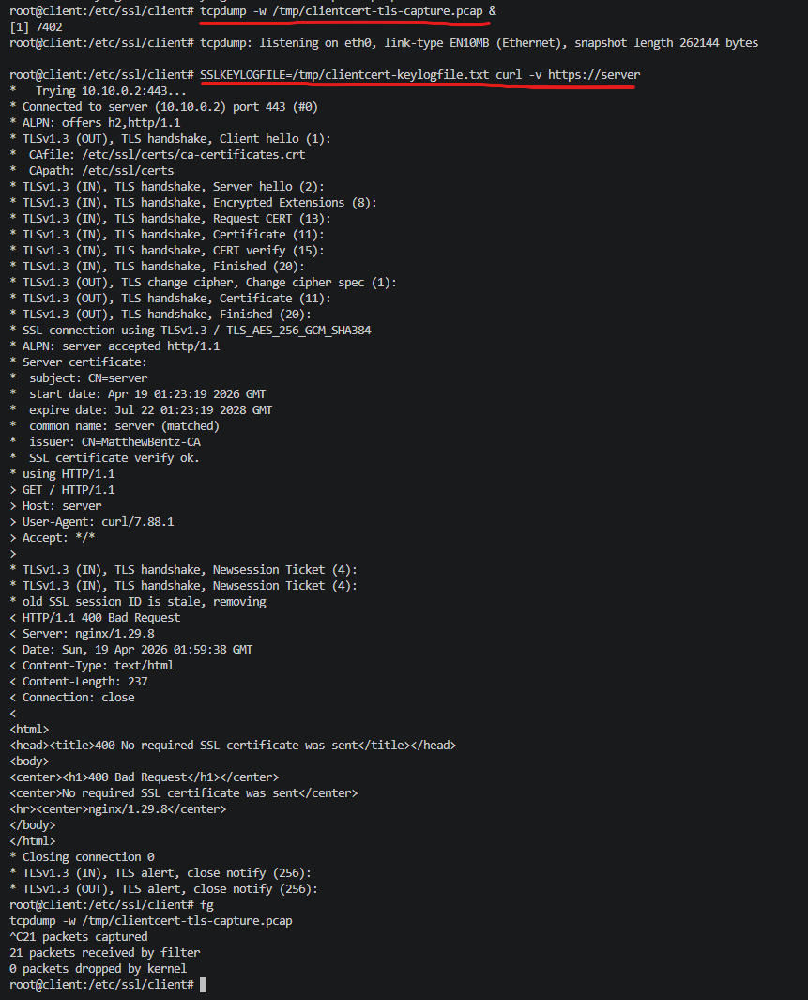 root@client:/etc/ssl/client# tcpdump -w /tmp/clientcert-tls-capture.pcap &
[1] 7402
root@client:/etc/ssl/client# tcpdump: listening on eth0, link-type EN10MB (Ethernet), snapshot length 262144 bytes
root@client:/etc/ssl/client# SSLKEYLOGFILE=/tmp/clientcert-keylogfile.txt curl -v https://server
*   Trying 10.10.0.2:443...
* Connected to server (10.10.0.2) port 443 (#0)
* ALPN: offers h2,http/1.1
* TLSv1.3 (OUT), TLS handshake, Client hello (1):
*  CAfile: /etc/ssl/certs/ca-certificates.crt
*  CApath: /etc/ssl/certs
* TLSv1.3 (IN), TLS handshake, Server hello (2):
* TLSv1.3 (IN), TLS handshake, Encrypted Extensions (8):
* TLSv1.3 (IN), TLS handshake, Request CERT (13):
* TLSv1.3 (IN), TLS handshake, Certificate (11):
* TLSv1.3 (IN), TLS handshake, CERT verify (15):
* TLSv1.3 (IN), TLS handshake, Finished (20):
* TLSv1.3 (OUT), TLS change cipher, Change cipher spec (1):
* TLSv1.3 (OUT), TLS handshake, Certificate (11):
* TLSv1.3 (OUT), TLS handshake, Finished (20):
* SSL connection using TLSv1.3 / TLS_AES_256_GCM_SHA384
* ALPN: server accepted http/1.1
* Server certificate:
*  subject: CN=server
*  start date: Apr 19 01:23:19 2026 GMT
*  expire date: Jul 22 01:23:19 2028 GMT
*  common name: server (matched)
*  issuer: CN=MatthewBentz-CA
*  SSL certificate verify ok.
* using HTTP/1.1
> GET / HTTP/1.1
> Host: server
> User-Agent: curl/7.88.1
> Accept: */*
>
* TLSv1.3 (IN), TLS handshake, Newsession Ticket (4):
* TLSv1.3 (IN), TLS handshake, Newsession Ticket (4):
* old SSL session ID is stale, removing
< HTTP/1.1 400 Bad Request
< Server: nginx/1.29.8
< Date: Sun, 19 Apr 2026 01:59:38 GMT
< Content-Type: text/html
< Content-Length: 237
< Connection: close
<
<html>
<head><title>400 No required SSL certificate was sent</title></head>
<body>
<center><h1>400 Bad Request</h1></center>
<center>No required SSL certificate was sent</center>
<hr><center>nginx/1.29.8</center>
</body>
</html>
* Closing connection 0
* TLSv1.3 (IN), TLS alert, close notify (256):
* TLSv1.3 (OUT), TLS alert, close notify (256):
root@client:/etc/ssl/client# fg
tcpdump -w /tmp/clientcert-tls-capture.pcap
^C21 packets captured
21 packets received by filter
0 packets dropped by kernel
root@client:/etc/ssl/client#